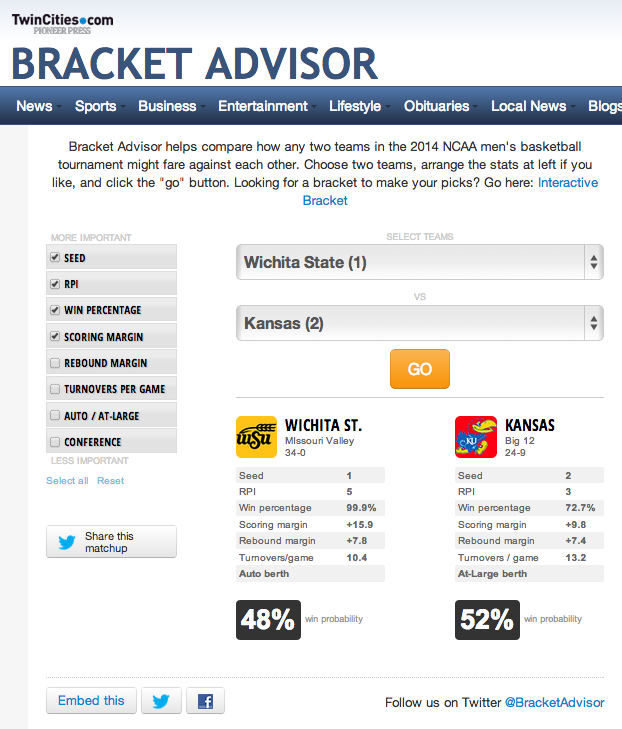 TwinCities.com
PIONEER PRESS
BRACKET ADVISOR
News Sports Business Entertainment Lifestyle Obituaries Local News Blogs
Bracket Advisor helps compare how any two teams in the 2014 NCAA men's basketball
tournament might fare against each other. Choose two teams, arrange the stats at left if you
like, and click the "go" button. Looking for a bracket to make your picks? Go here: Interactive
Bracket
MORE IMPORTANT
SEED
RPI
WIN PERCENTAGE
SCORING MARGIN
REBOUND MARGIN
TURNOVERS PER GAME
AUTO / AT-LARGE
CONFERENCE
LESS IMPORTANT
Select all Reset
Share this
matchup
SELECT TEAMS
Wichita State (1)
VS
Kansas (2)
GO
WSU
WICHITA ST.
MIssouri Valley
34-0
Seed 1
RPI 5
Win percentage 99.9%
Scoring margin +15.9
Rebound margin +7.8
Turnovers/game 10.4
Auto berth
48% win probability
KU
KANSAS
Big 12
24-9
Seed 2
RPI 3
Win percentage 72.7%
Scoring margin +9.8
Rebound margin +7.4
Turnovers / game 13.2
At-Large berth
52% win probability
Embed this
Follow us on Twitter @BracketAdvisor